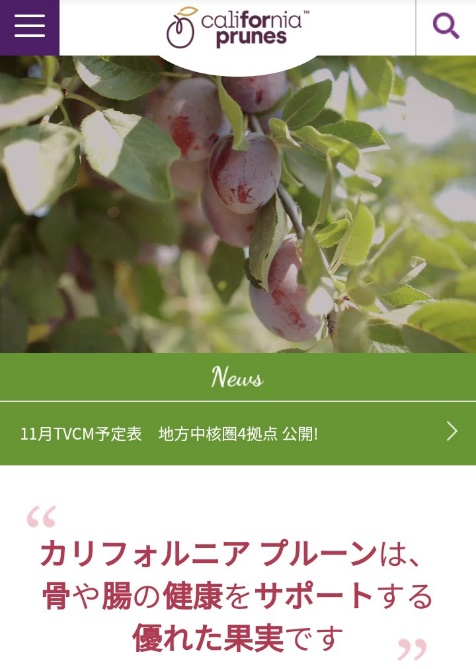 california™
prunes
News
11月TVCM予定表　地方中核圏4拠点 公開!
“
カリフォルニア プルーンは、
骨や腸の健康をサポートする
優れた果実です
”